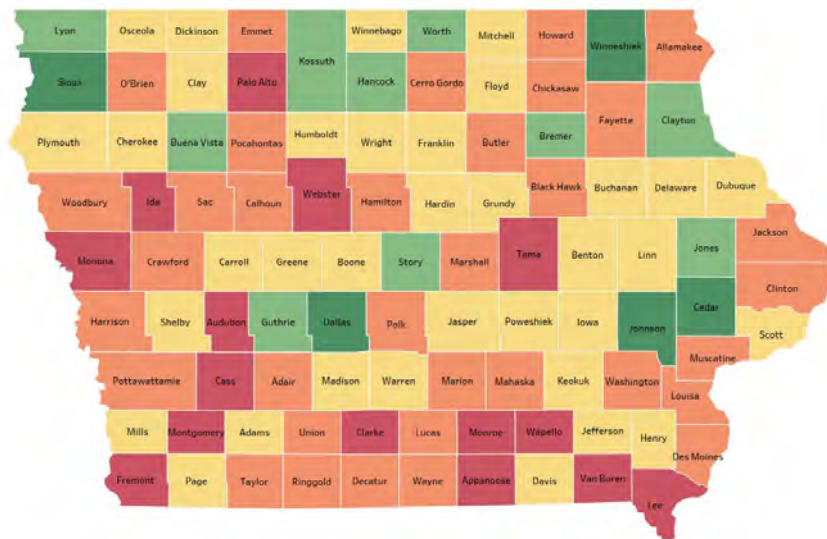 Lyon
Osceola
Dickinson
Emmet
Winnebago
Worth
Mitchell
Howard
Winneshiek
Allamakee
Kossuth
Sioux
O'Brien
Clay
Palo Alto
Hancock
Cerro Gordo
Floyd
Chickasaw
Plymouth
Cherokee
Buena Vista
Pocahontas
Humboldt
Wright
Franklin
Butler
Bremer
Fayette
Clayton
Woodbury
Ida
Sac
Calhoun
Webster
Hamilton
Hardin
Grundy
Black Hawk
Buchanan
Delaware
Dubuque
Monona
Crawford
Carroll
Greene
Boone
Story
Marshall
Tama
Benton
Linn
Jones
Jackson
Clinton
Harrison
Shelby
Audubon
Guthrie
Dallas
Polk
Jasper
Poweshiek
Iowa
Johnson
Cedar
Scott
Muscatine
Pottawattamie
Cass
Adair
Madison
Warren
Marion
Mahaska
Keokuk
Washington
Louisa
Mills
Montgomery
Adams
Union
Clarke
Lucas
Monroe
Wapello
Jefferson
Henry
Des Moines
Fremont
Page
Taylor
Ringgold
Decatur
Wayne
Appanoose
Davis
Van Buren
Lee